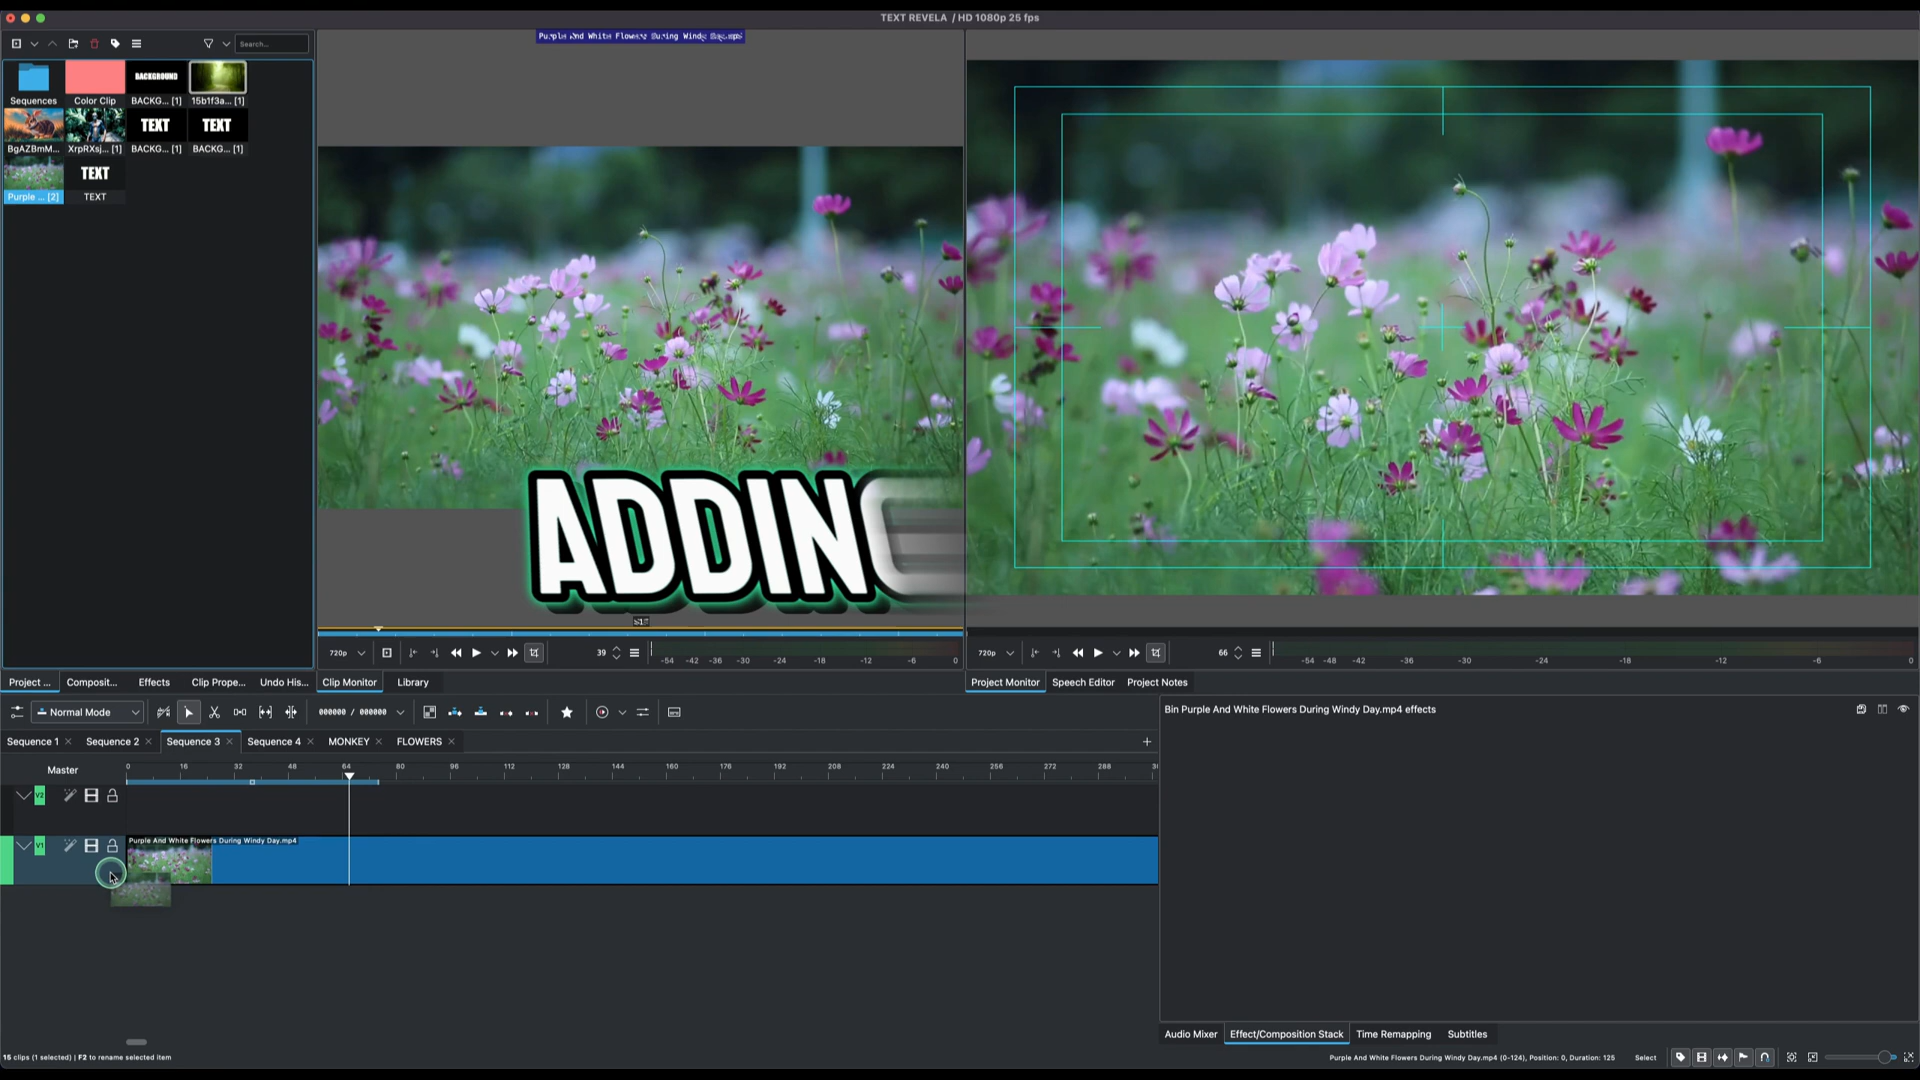 TEXT REVELA / HD 1080p 25 fps
Purple And White Flowers During Windy Day.mp4
Search...
BACKGROUND
Sequences
Color Clip
BACKG... [1]
15b1f3a... [1]
TEXT
TEXT
BgAZBmM...
XrpRXsj... [1]
BACKG... [1]
BACKG... [1]
TEXT
Purple ... [2]
TEXT
ADDING
720p
39
-54 -42 -36 -30 -24 -18 -12 -6 0
720p
66
-54 -48 -42 -36 -30 -24 -18 -12 -6 0
Project ...
Composit...
Effects
Clip Prope...
Undo His...
Clip Monitor
Library
Project Monitor
Speech Editor
Project Notes
Normal Mode
000000 / 000000
Bin Purple And White Flowers During Windy Day.mp4 effects
Sequence 1
Sequence 2
Sequence 3
Sequence 4
MONKEY
FLOWERS
Master
0 16 32 48 64 80 96 112 128 144 160 176 192 208 224 240 256 272 288
V2
V1
Purple And White Flowers During Windy Day.mp4
Audio Mixer
Effect/Composition Stack
Time Remapping
Subtitles
15 clips (1 selected) | F2 to rename selected item
Purple And White Flowers During Windy Day.mp4 (0-124), Position: 0, Duration: 125
Select